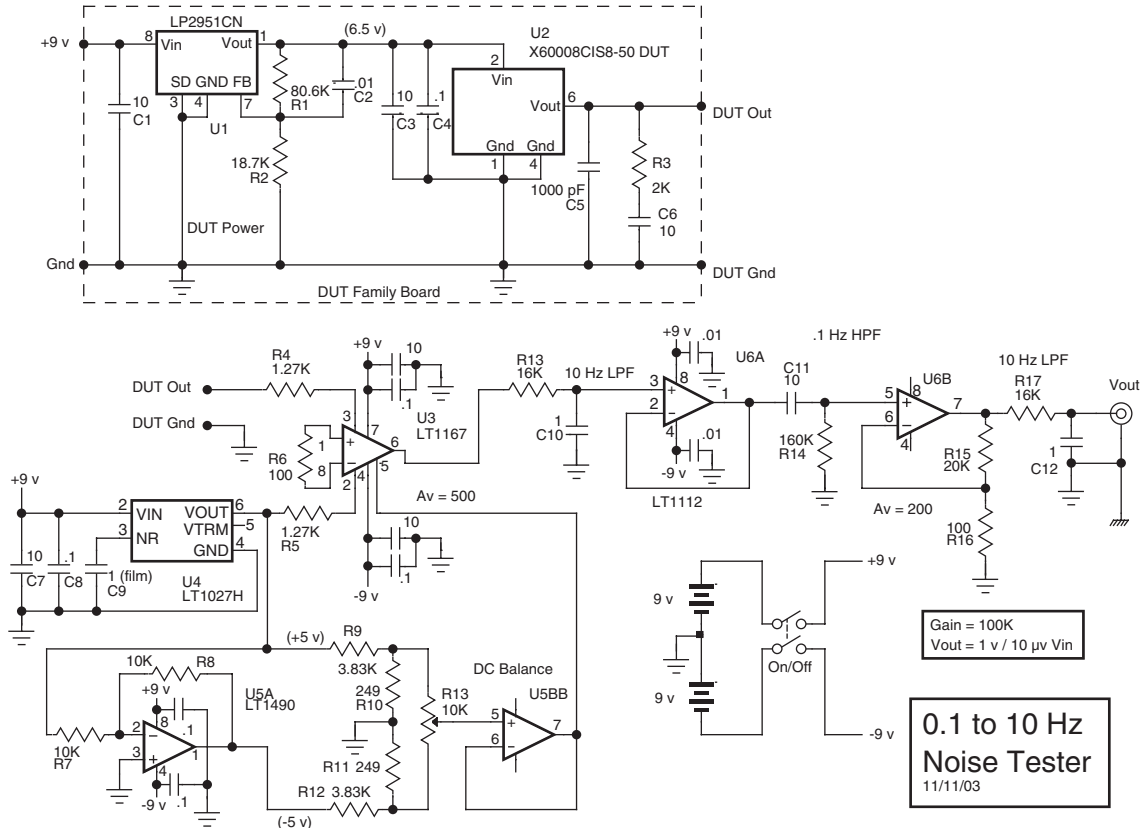 LP2951CN
+9 v
8
Vin
Vout
1
SD GND FB
3
4
7
U1
10
C1
80.6K
R1
.01
C2
(6.5 v)
18.7K
R2
10
C3
.1
C4
U2
X60008CIS8-50 DUT
2
Vin
Vout
6
Gnd
Gnd
1
4
1000 pF
C5
R3
2K
C6
10
DUT Out
DUT Power
Gnd
DUT Gnd
DUT Family Board
R4
1.27K
DUT Out
DUT Gnd
+9 v
10
.1
U3
LT1167
3
7
1
+
R6
100
8
–
6
5
2
4
Av = 500
R13
16K
10 Hz LPF
1
C10
+9 v
.01
U6A
3
+
8
1
2
–
4
.01
-9 v
LT1112
.1 Hz HPF
C11
10
160K
R14
U6B
5
+
8
7
6
–
4
Av = 200
10 Hz LPF
R17
16K
Vout
R15
20K
1
C12
100
R16
+9 v
2
VIN
VOUT
6
VTRM
5
3
NR
GND
4
U4
LT1027H
10
C7
.1
C8
1 (film)
C9
1.27K
R5
10
.1
-9 v
(+5 v)
R9
3.83K
249
R10
R13
10K
DC Balance
U5BB
5
+
7
6
–
R11 249
R12
3.83K
(-5 v)
10K
R8
U5A
LT1490
+9 v
.1
8
10K
R7
2
–
1
3
+
4
-9 v
.1
9 v
9 v
+9 v
On/Off
-9 v
Gain = 100K
Vout = 1 v / 10 µv Vin
0.1 to 10 Hz
Noise Tester
11/11/03